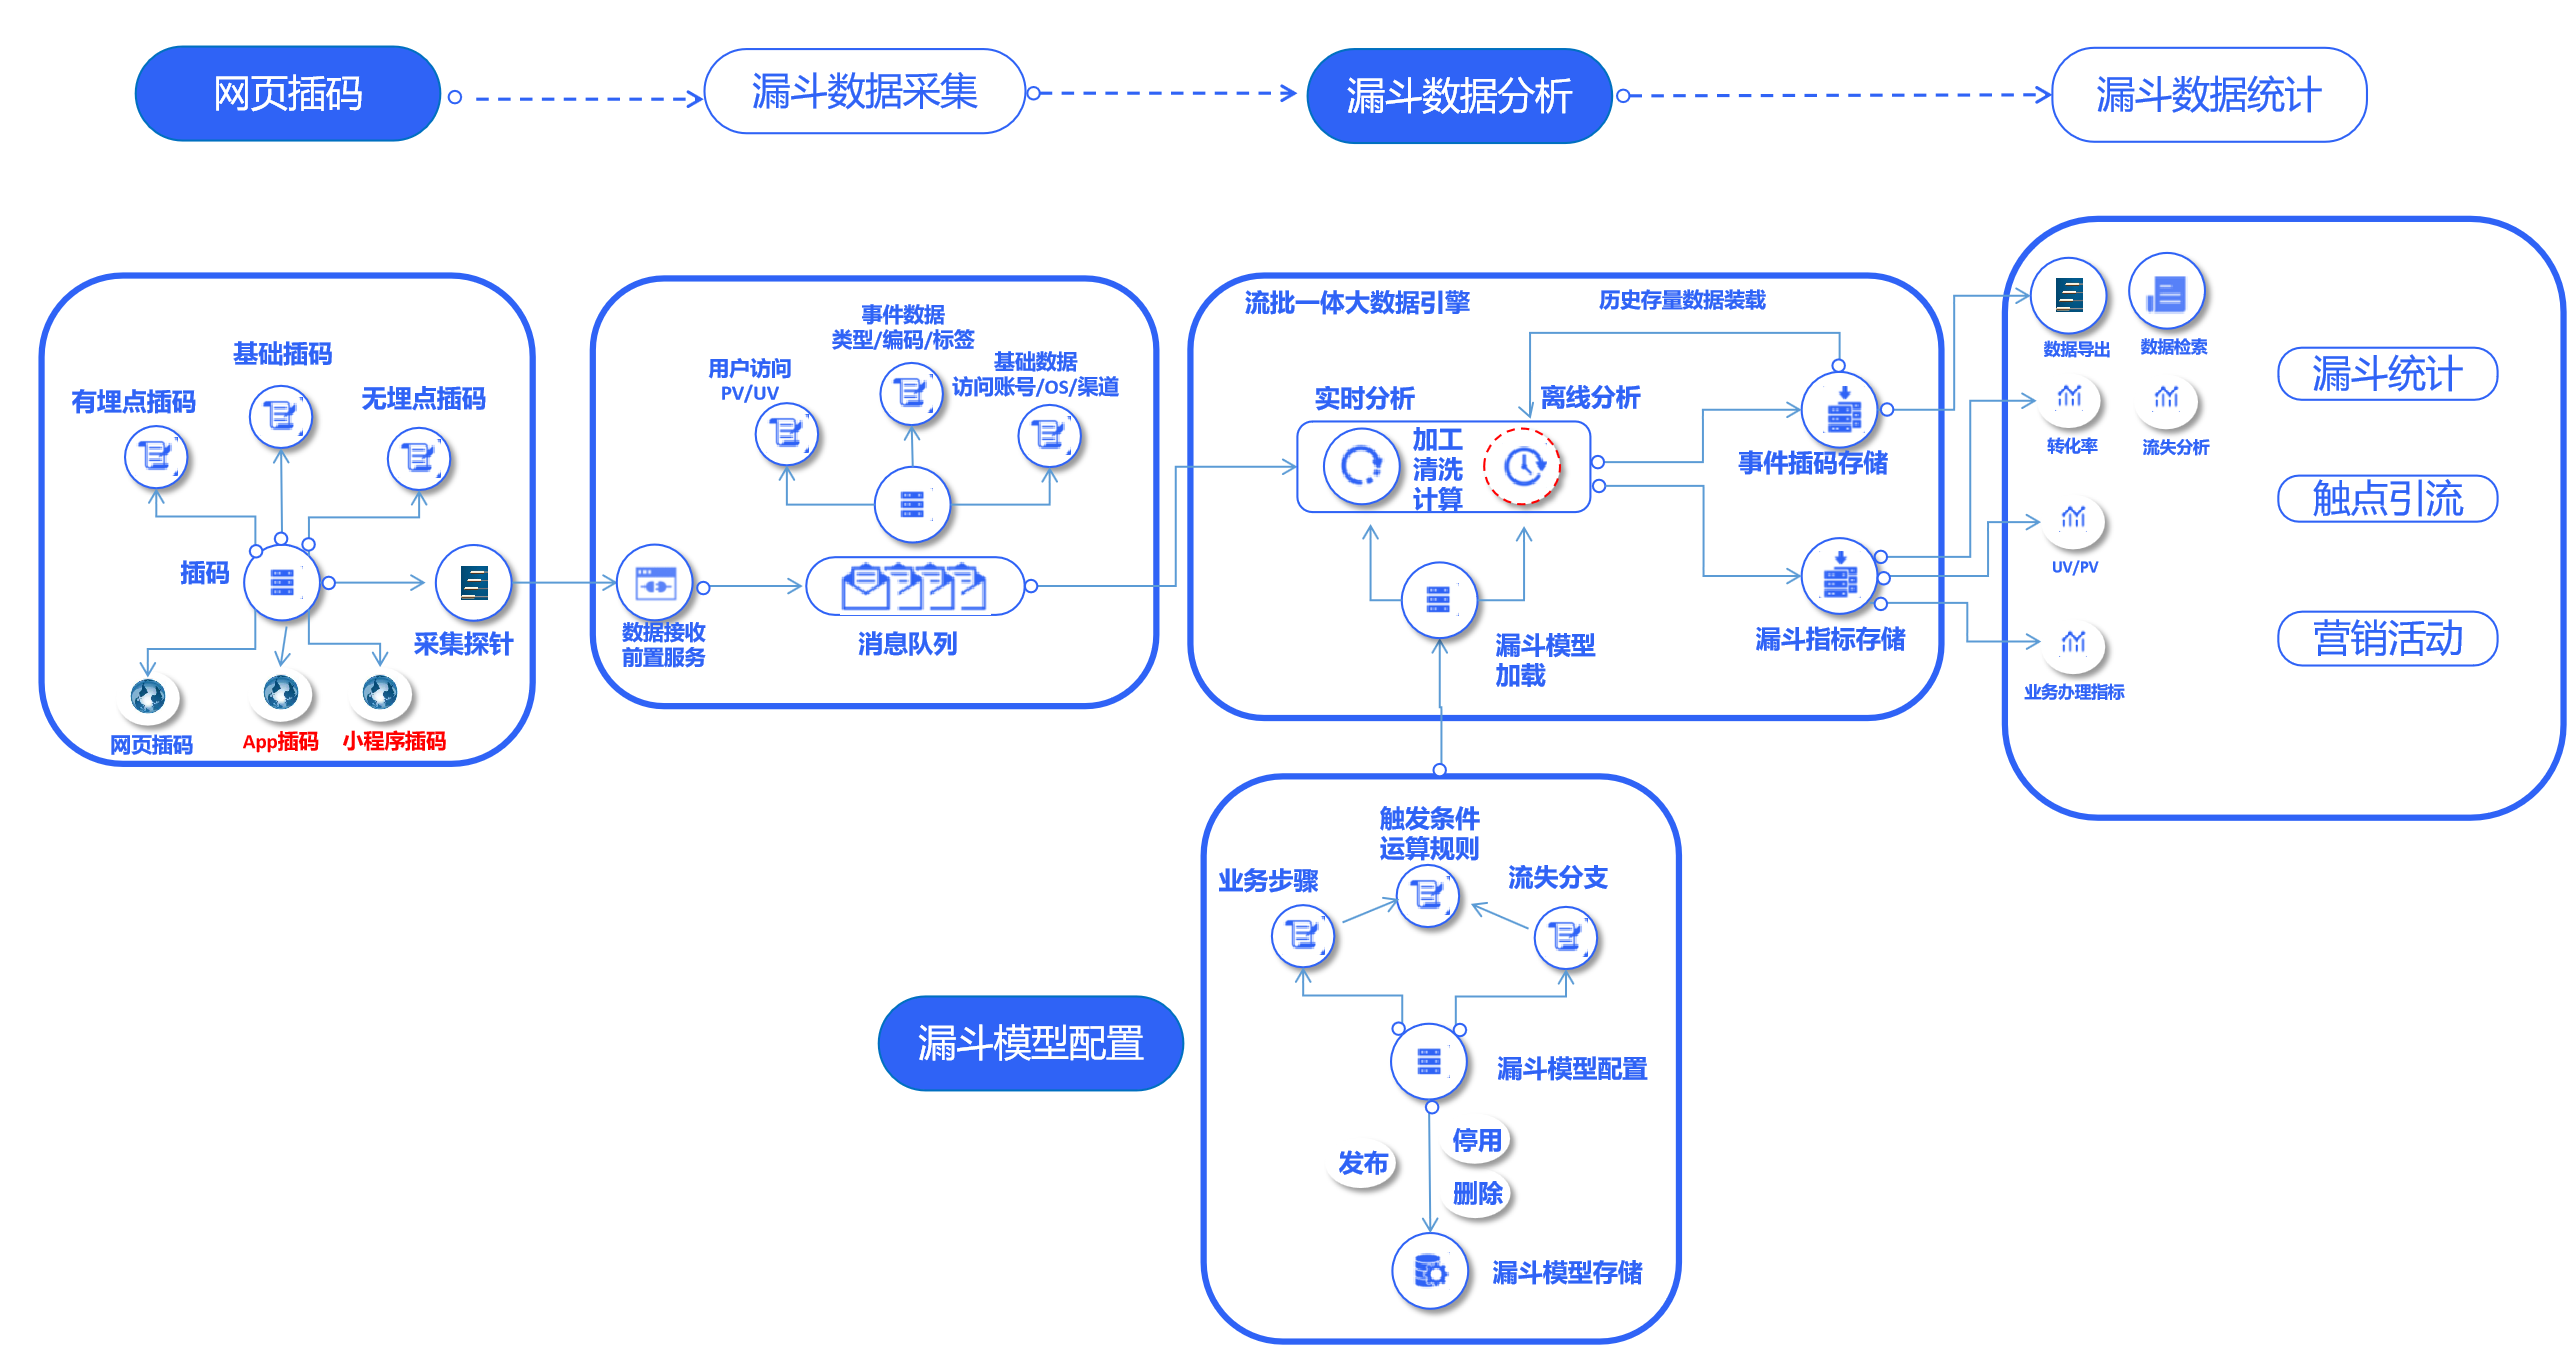 网页插码
漏斗数据采集
漏斗数据分析
漏斗数据统计
基础插码
有埋点插码
无埋点插码
插码
采集探针
网页插码
App插码
小程序插码
事件数据
类型/编码/标签
用户访问
PV/UV
基础数据
访问账号/OS/渠道
数据接收
前置服务
消息队列
流批一体大数据引擎
历史存量数据装载
实时分析
离线分析
加工
清洗
计算
事件插码存储
漏斗模型
加载
漏斗指标存储
数据导出
数据检索
转化率
流失分析
UV/PV
业务办理指标
漏斗统计
触点引流
营销活动
触发条件
运算规则
业务步骤
流失分支
漏斗模型配置
漏斗模型配置
发布
停用
删除
漏斗模型存储